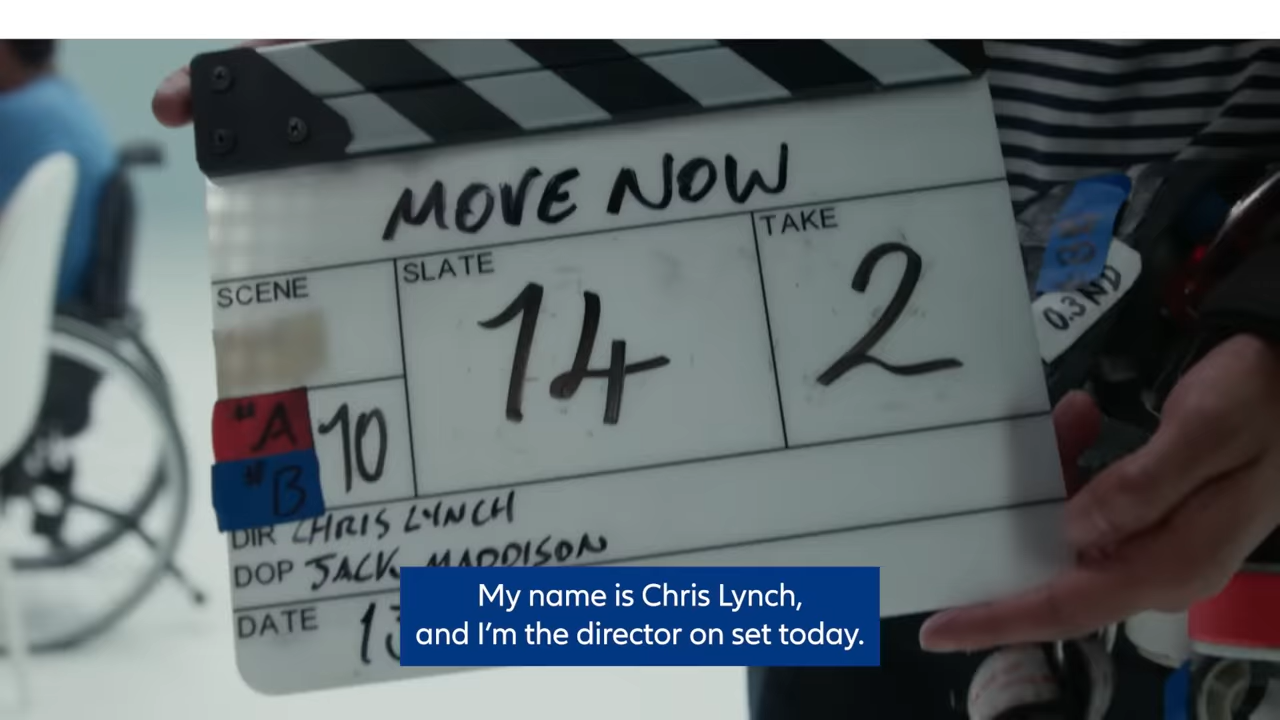 MOVE NOW
SCENE
SLATE
TAKE
14
2
"A
"B
10
DIR CHRIS LYNCH
DOP JACK MADDISON
DATE 13
0.3 ND
My name is Chris Lynch,
and I'm the director on set today.